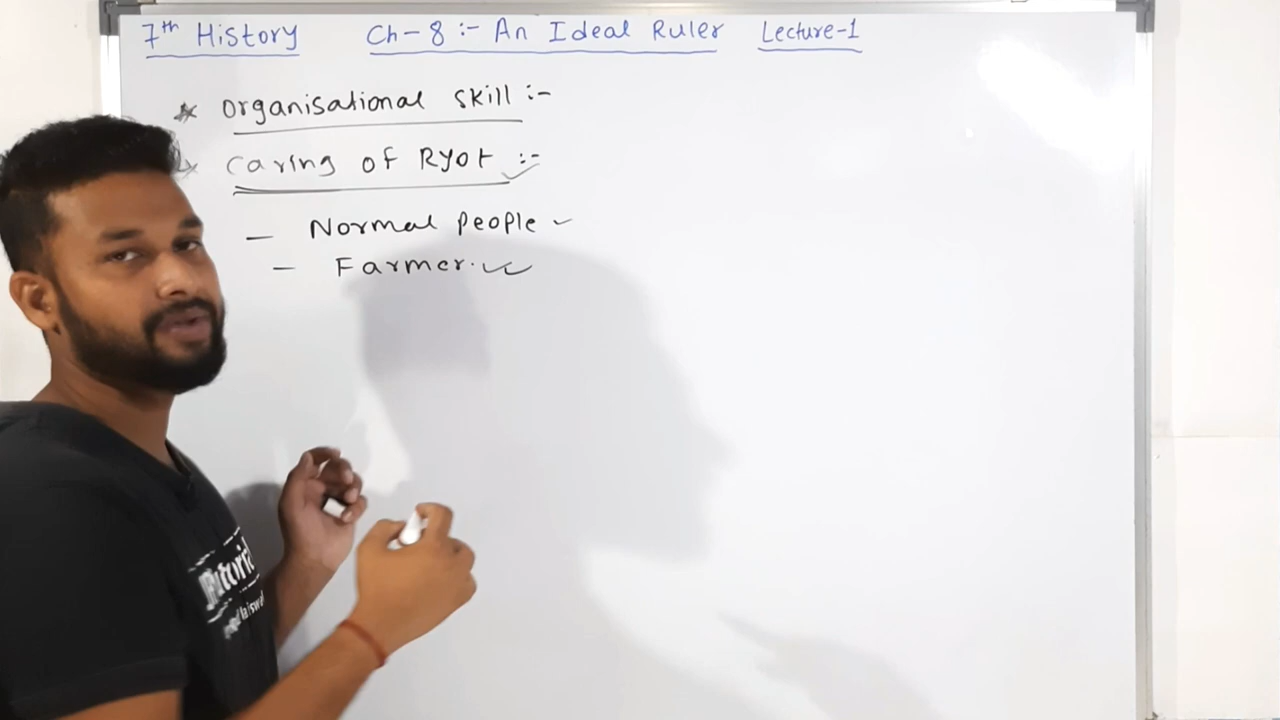 7th History Ch-8:- An Ideal Ruler Lecture-1
* Organisational skill :-
* Caring of Ryot :-
— Normal people
— Farmer.